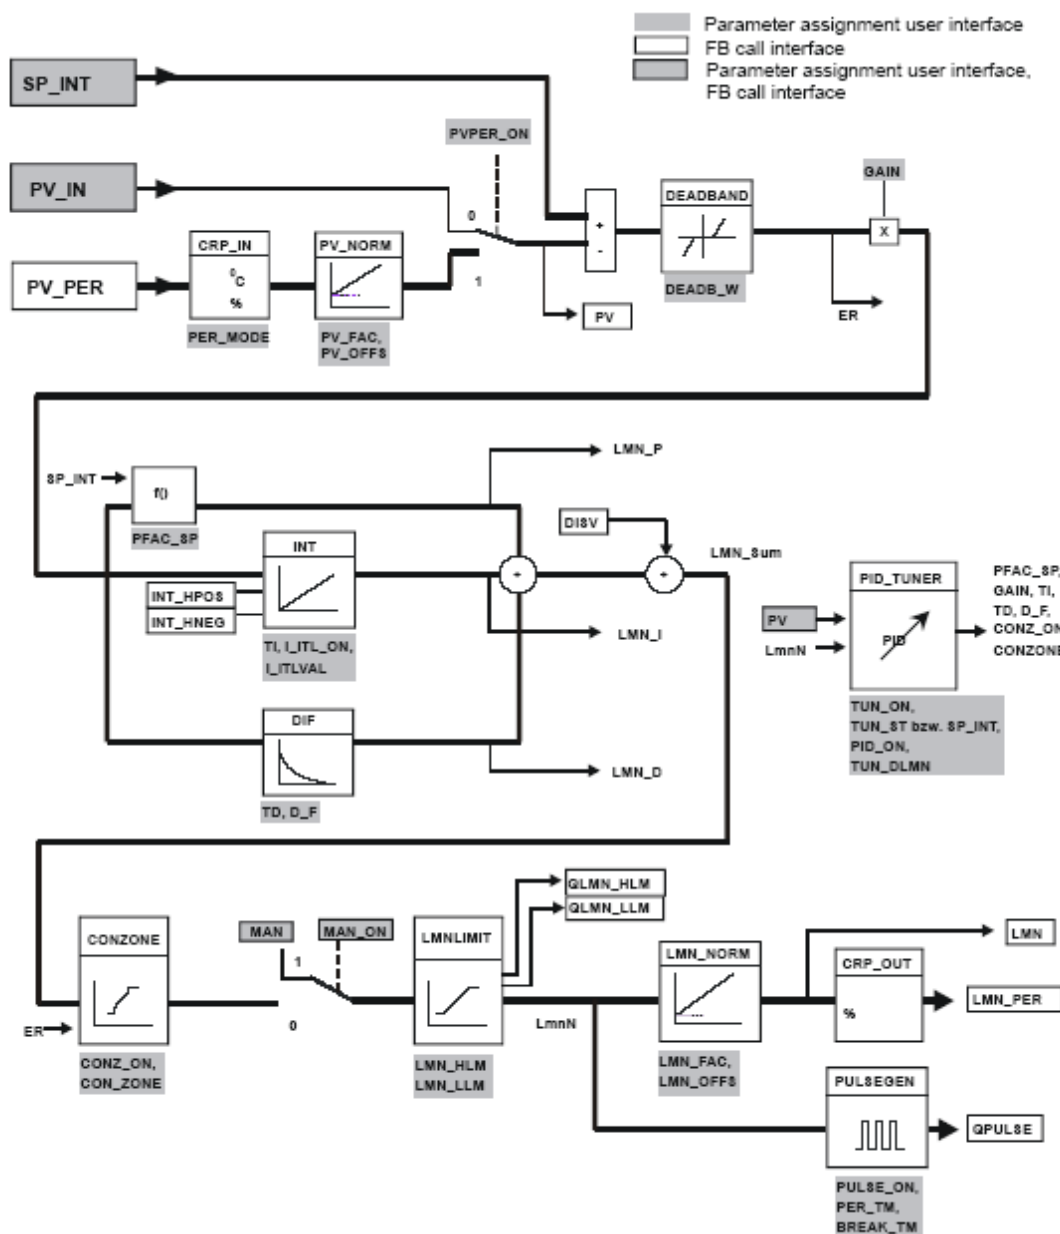 Parameter assignment user interface
FB call interface
Parameter assignment user interface,
FB call interface
SP_INT
PVPER_ON
PV_IN
GAIN
DEADBAND
0
+
-
X
CRP_IN
PV_NORM
PV_PER
°C
%
1
DEADB_W
PV
ER
PER_MODE
PV_FAC,
PV_OFFS
LMN_P
SP_INT
f()
PFAC_SP
DISV
INT
LMN_Sum
+
+
INT_HPOS
INT_HNEG
LMN_I
TI, I_ITL_ON,
I_ITLVAL
PID_TUNER
PV
LmnN
PID
PFAC_SP,
GAIN, TI,
TD, D_F,
CONZ_ON
CONZONE
DIF
LMN_D
TD, D_F
TUN_ON,
TUN_ST bzw. SP_INT,
PID_ON,
TUN_DLMN
QLMN_HLM
QLMN_LLM
CONZONE
MAN
MAN_ON
LMNLIMIT
LMN_NORM
LMN
1
CRP_OUT
%
LMN_PER
ER
0
LmnN
CONZ_ON,
CON_ZONE
LMN_HLM
LMN_LLM
LMN_FAC,
LMN_OFFS
PULSEGEN
QPULSE
PULSE_ON,
PER_TM,
BREAK_TM